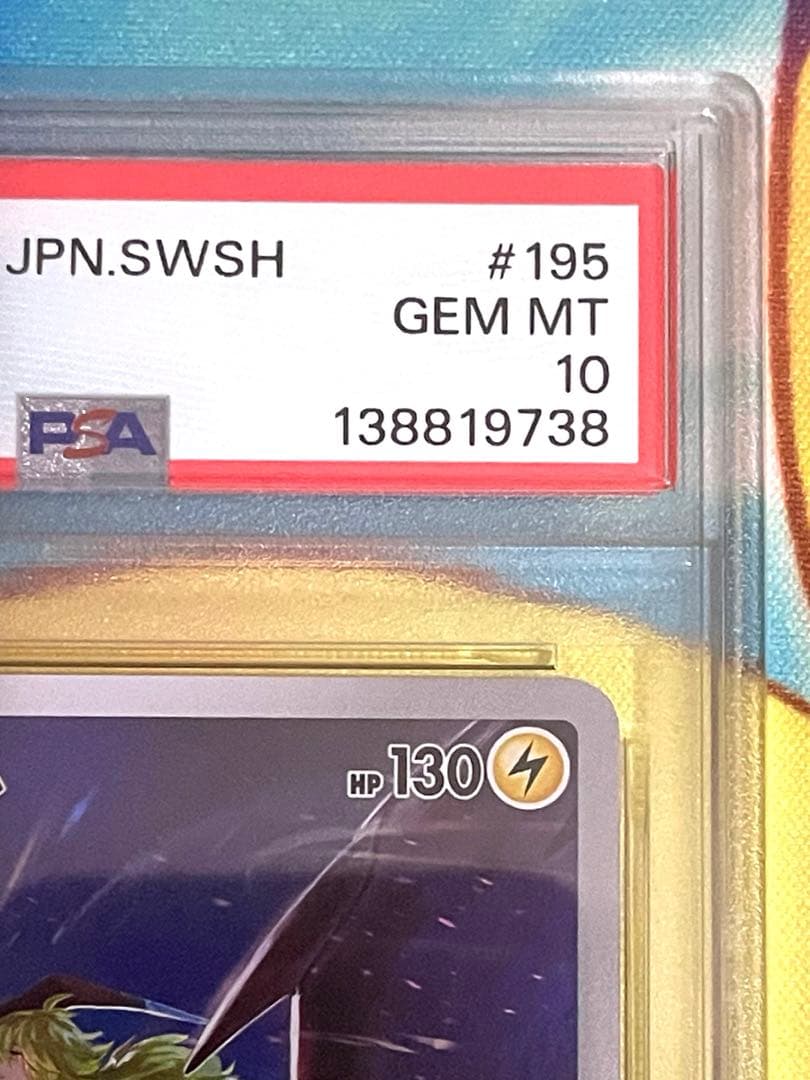 JPN.SWSH #195
GEM MT
10
PSA 138819738
HP 130